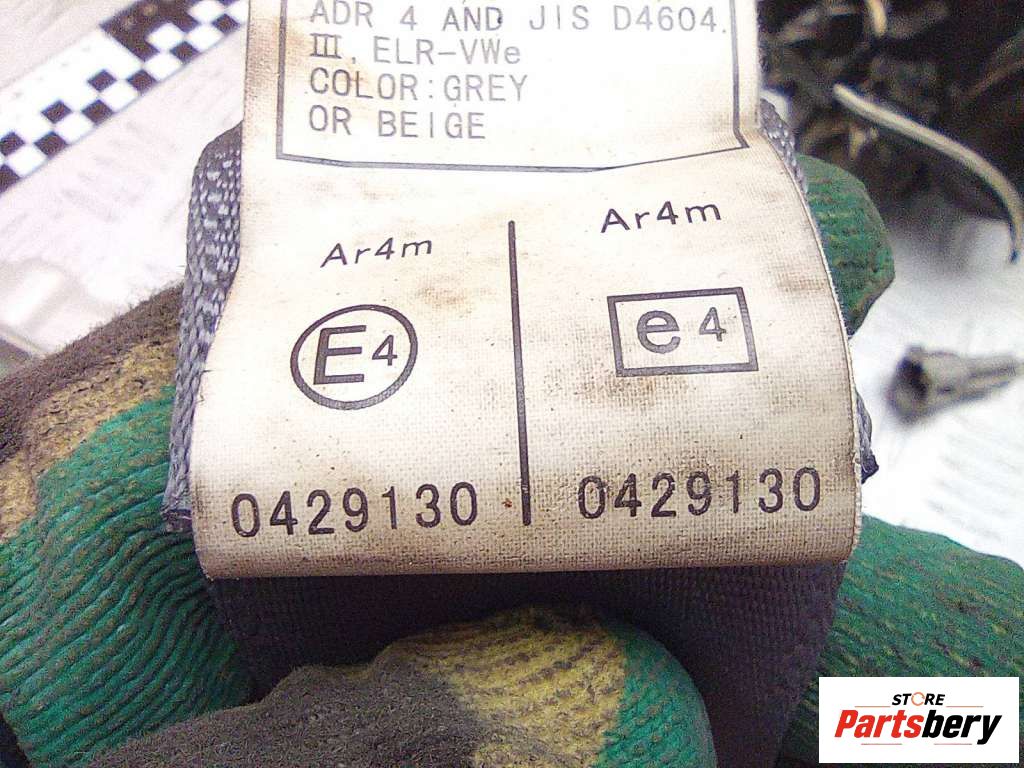 ADR 4 AND JIS D4604.
III, ELR-VWe
COLOR:GREY
OR BEIGE
Ar4m
E4
0429130
Ar4m
e4
0429130
STORE
Partsbery